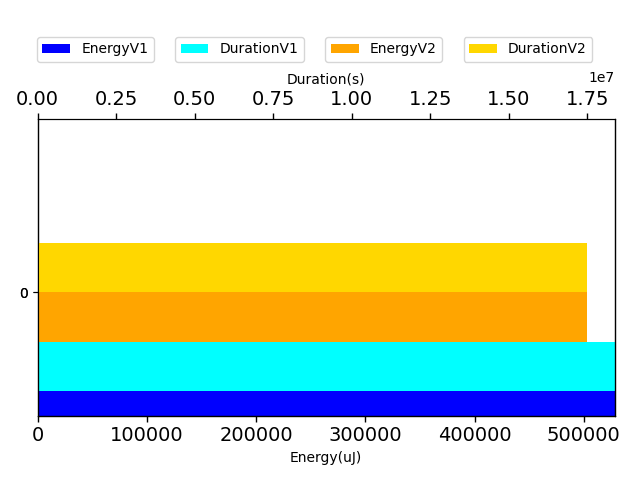 EnergyV1 DurationV1 EnergyV2 DurationV2
Duration(s) 1e7
0.00 0.25 0.50 0.75 1.00 1.25 1.50 1.75
0
0 100000 200000 300000 400000 500000
Energy(uJ)